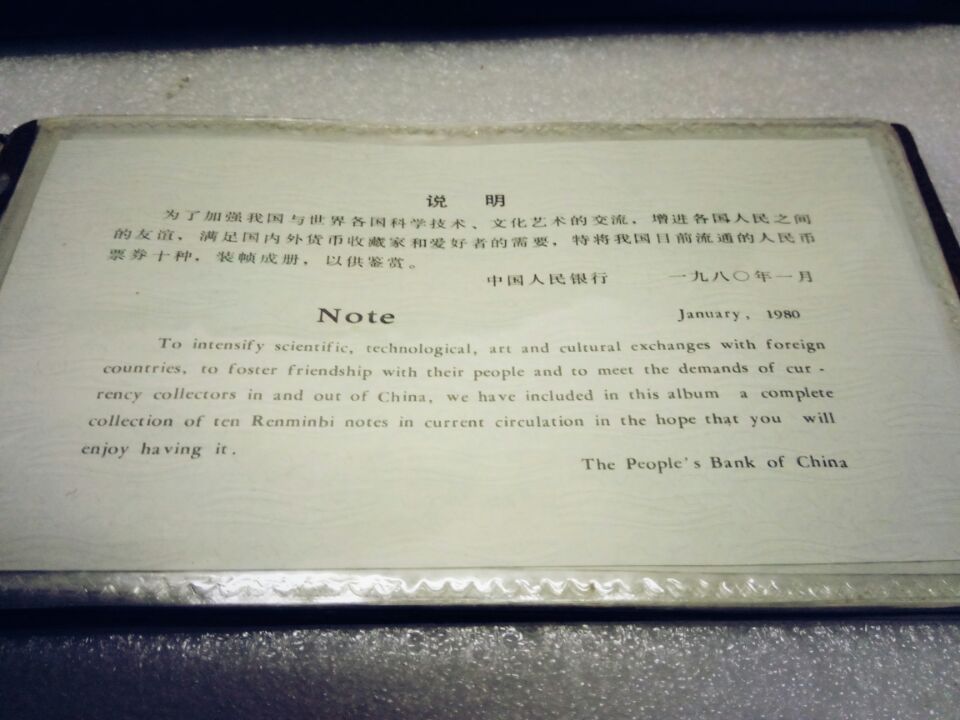 说 明
为了加强我国与世界各国科学技术、文化艺术的交流，增进各国人民之间
的友谊，满足国内外货币收藏家和爱好者的需要，特将我国目前流通的人民币
票券十种，装帧成册，以供鉴赏。
中国人民银行 一九八〇年一月
Note January, 1980
To intensify scientific, technological, art and cultural exchanges with foreign
countries, to foster friendship with their people and to meet the demands of cur-
rency collectors in and out of China, we have included in this album a complete
collection of ten Renminbi notes in current circulation in the hope that you will
enjoy having it.
The People's Bank of China